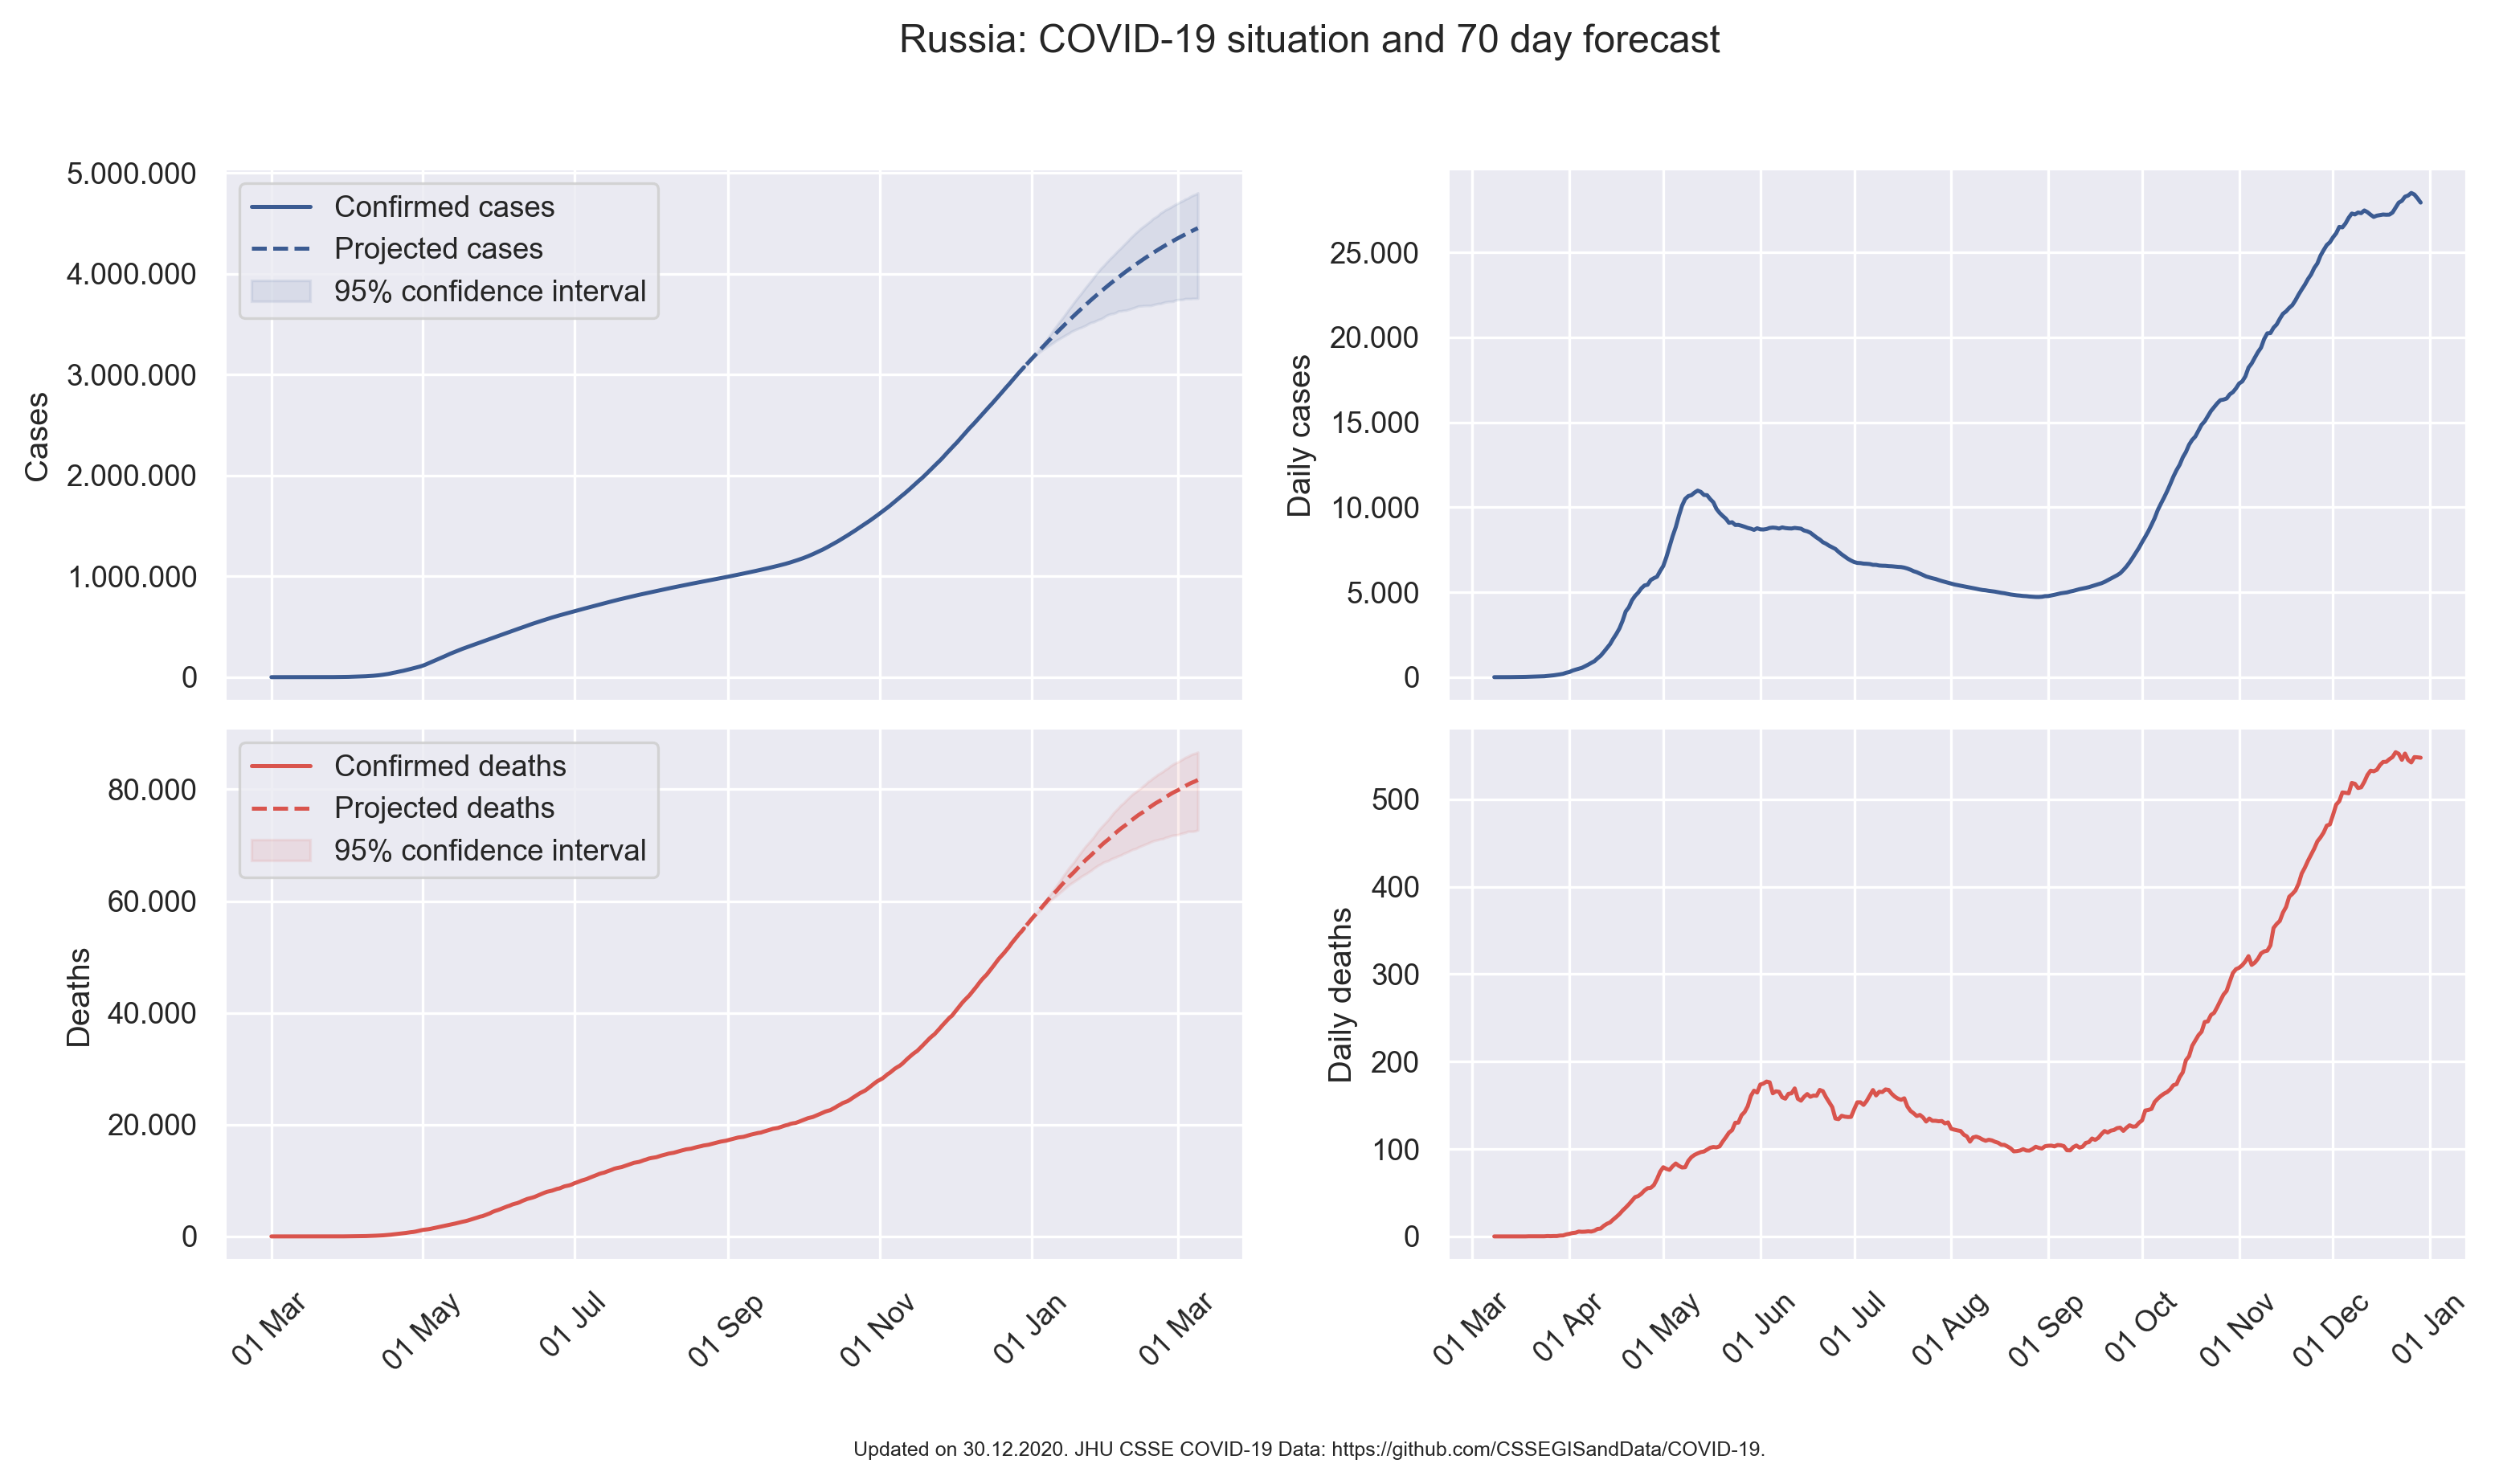 Russia: COVID-19 situation and 70 day forecast
5.000.000
4.000.000
3.000.000
2.000.000
1.000.000
0
Cases
Confirmed cases
Projected cases
95% confidence interval
25.000
20.000
15.000
10.000
5.000
0
Daily cases
80.000
60.000
40.000
20.000
0
Deaths
Confirmed deaths
Projected deaths
95% confidence interval
01 Mar
01 May
01 Jul
01 Sep
01 Nov
01 Jan
01 Mar
500
400
300
200
100
0
Daily deaths
01 Mar
01 Apr
01 May
01 Jun
01 Jul
01 Aug
01 Sep
01 Oct
01 Nov
01 Dec
01 Jan
Updated on 30.12.2020. JHU CSSE COVID-19 Data: https://github.com/CSSEGISandData/COVID-19.